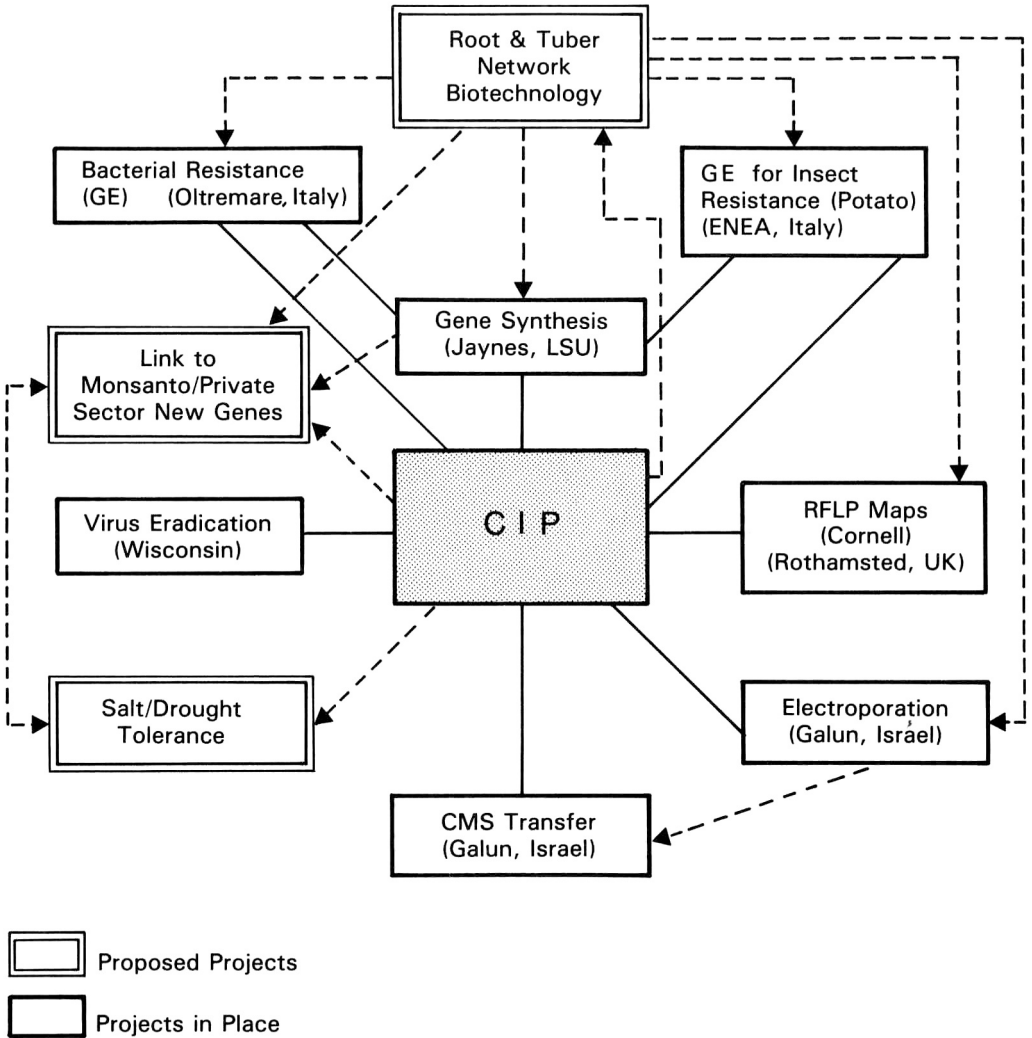 Root & Tuber
Network
Biotechnology
Bacterial Resistance
(GE) (Oltremare, Italy)
GE for Insect
Resistance (Potato)
(ENEA, Italy)
Gene Synthesis
(Jaynes, LSU)
Link to
Monsanto/Private
Sector New Genes
CIP
Virus Eradication
(Wisconsin)
RFLP Maps
(Cornell)
(Rothamsted, UK)
Salt/Drought
Tolerance
Electroporation
(Galun, Israel)
CMS Transfer
(Galun, Israel)
Proposed Projects
Projects in Place